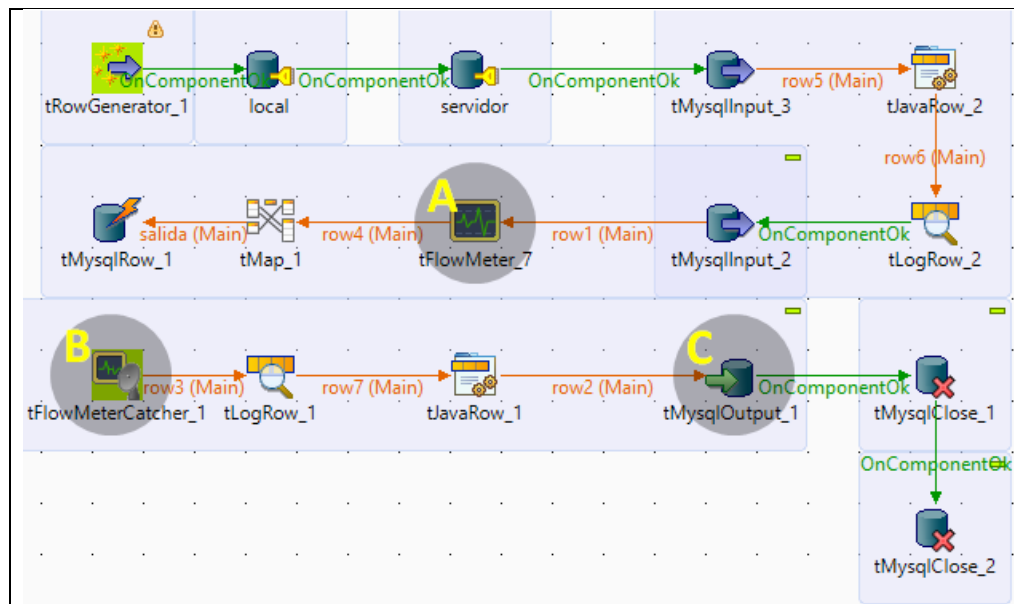 OnComponentOk OnComponentOk OnComponentOk row5 (Main)
tRowGenerator_1 local servidor tMysqlInput_3 tJavaRow_2
row6 (Main)
A
salida (Main) row4 (Main) row1 (Main) OnComponentOk
tMysqlRow_1 tMap_1 tFlowMeter_7 tMysqlInput_2 tLogRow_2
B C
row3 (Main) row7 (Main) row2 (Main) OnComponentOk
tFlowMeterCatcher_1 tLogRow_1 tJavaRow_1 tMysqlOutput_1 tMysqlClose_1
OnComponentOk
tMysqlClose_2